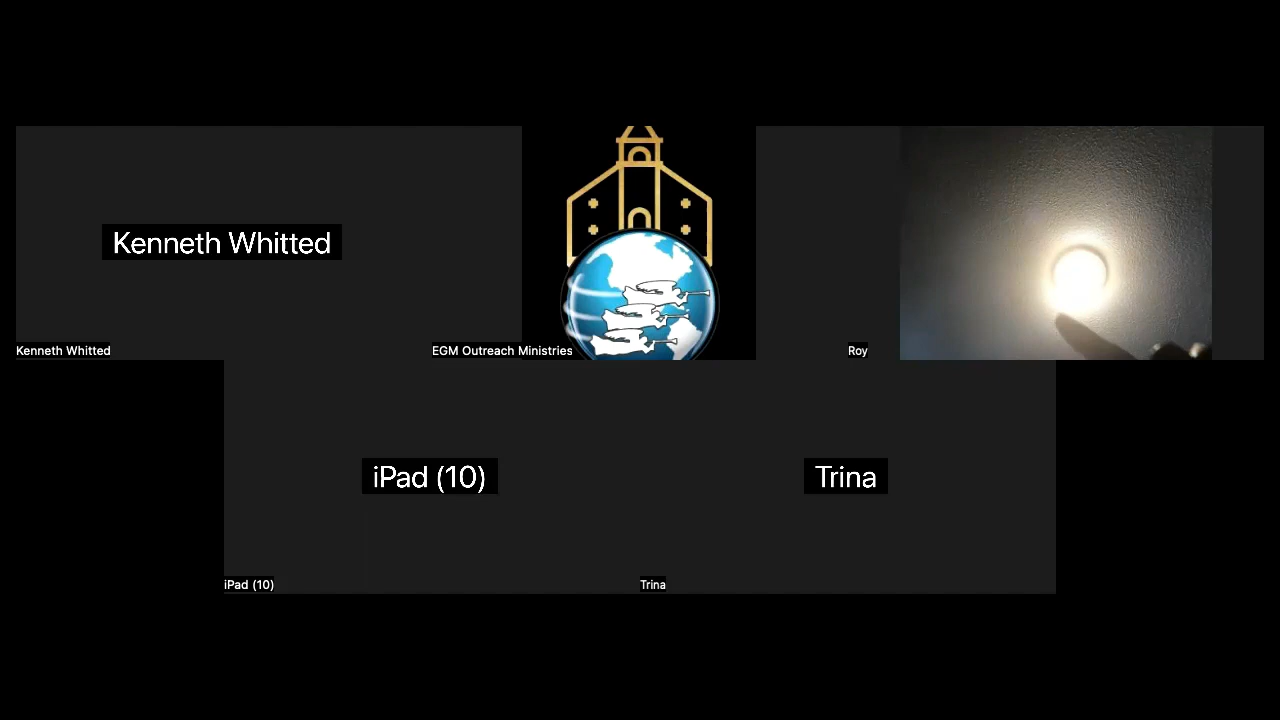 Kenneth Whitted
Kenneth Whitted
EGM Outreach Ministries
Roy
iPad (10)
Trina
iPad (10)
Trina